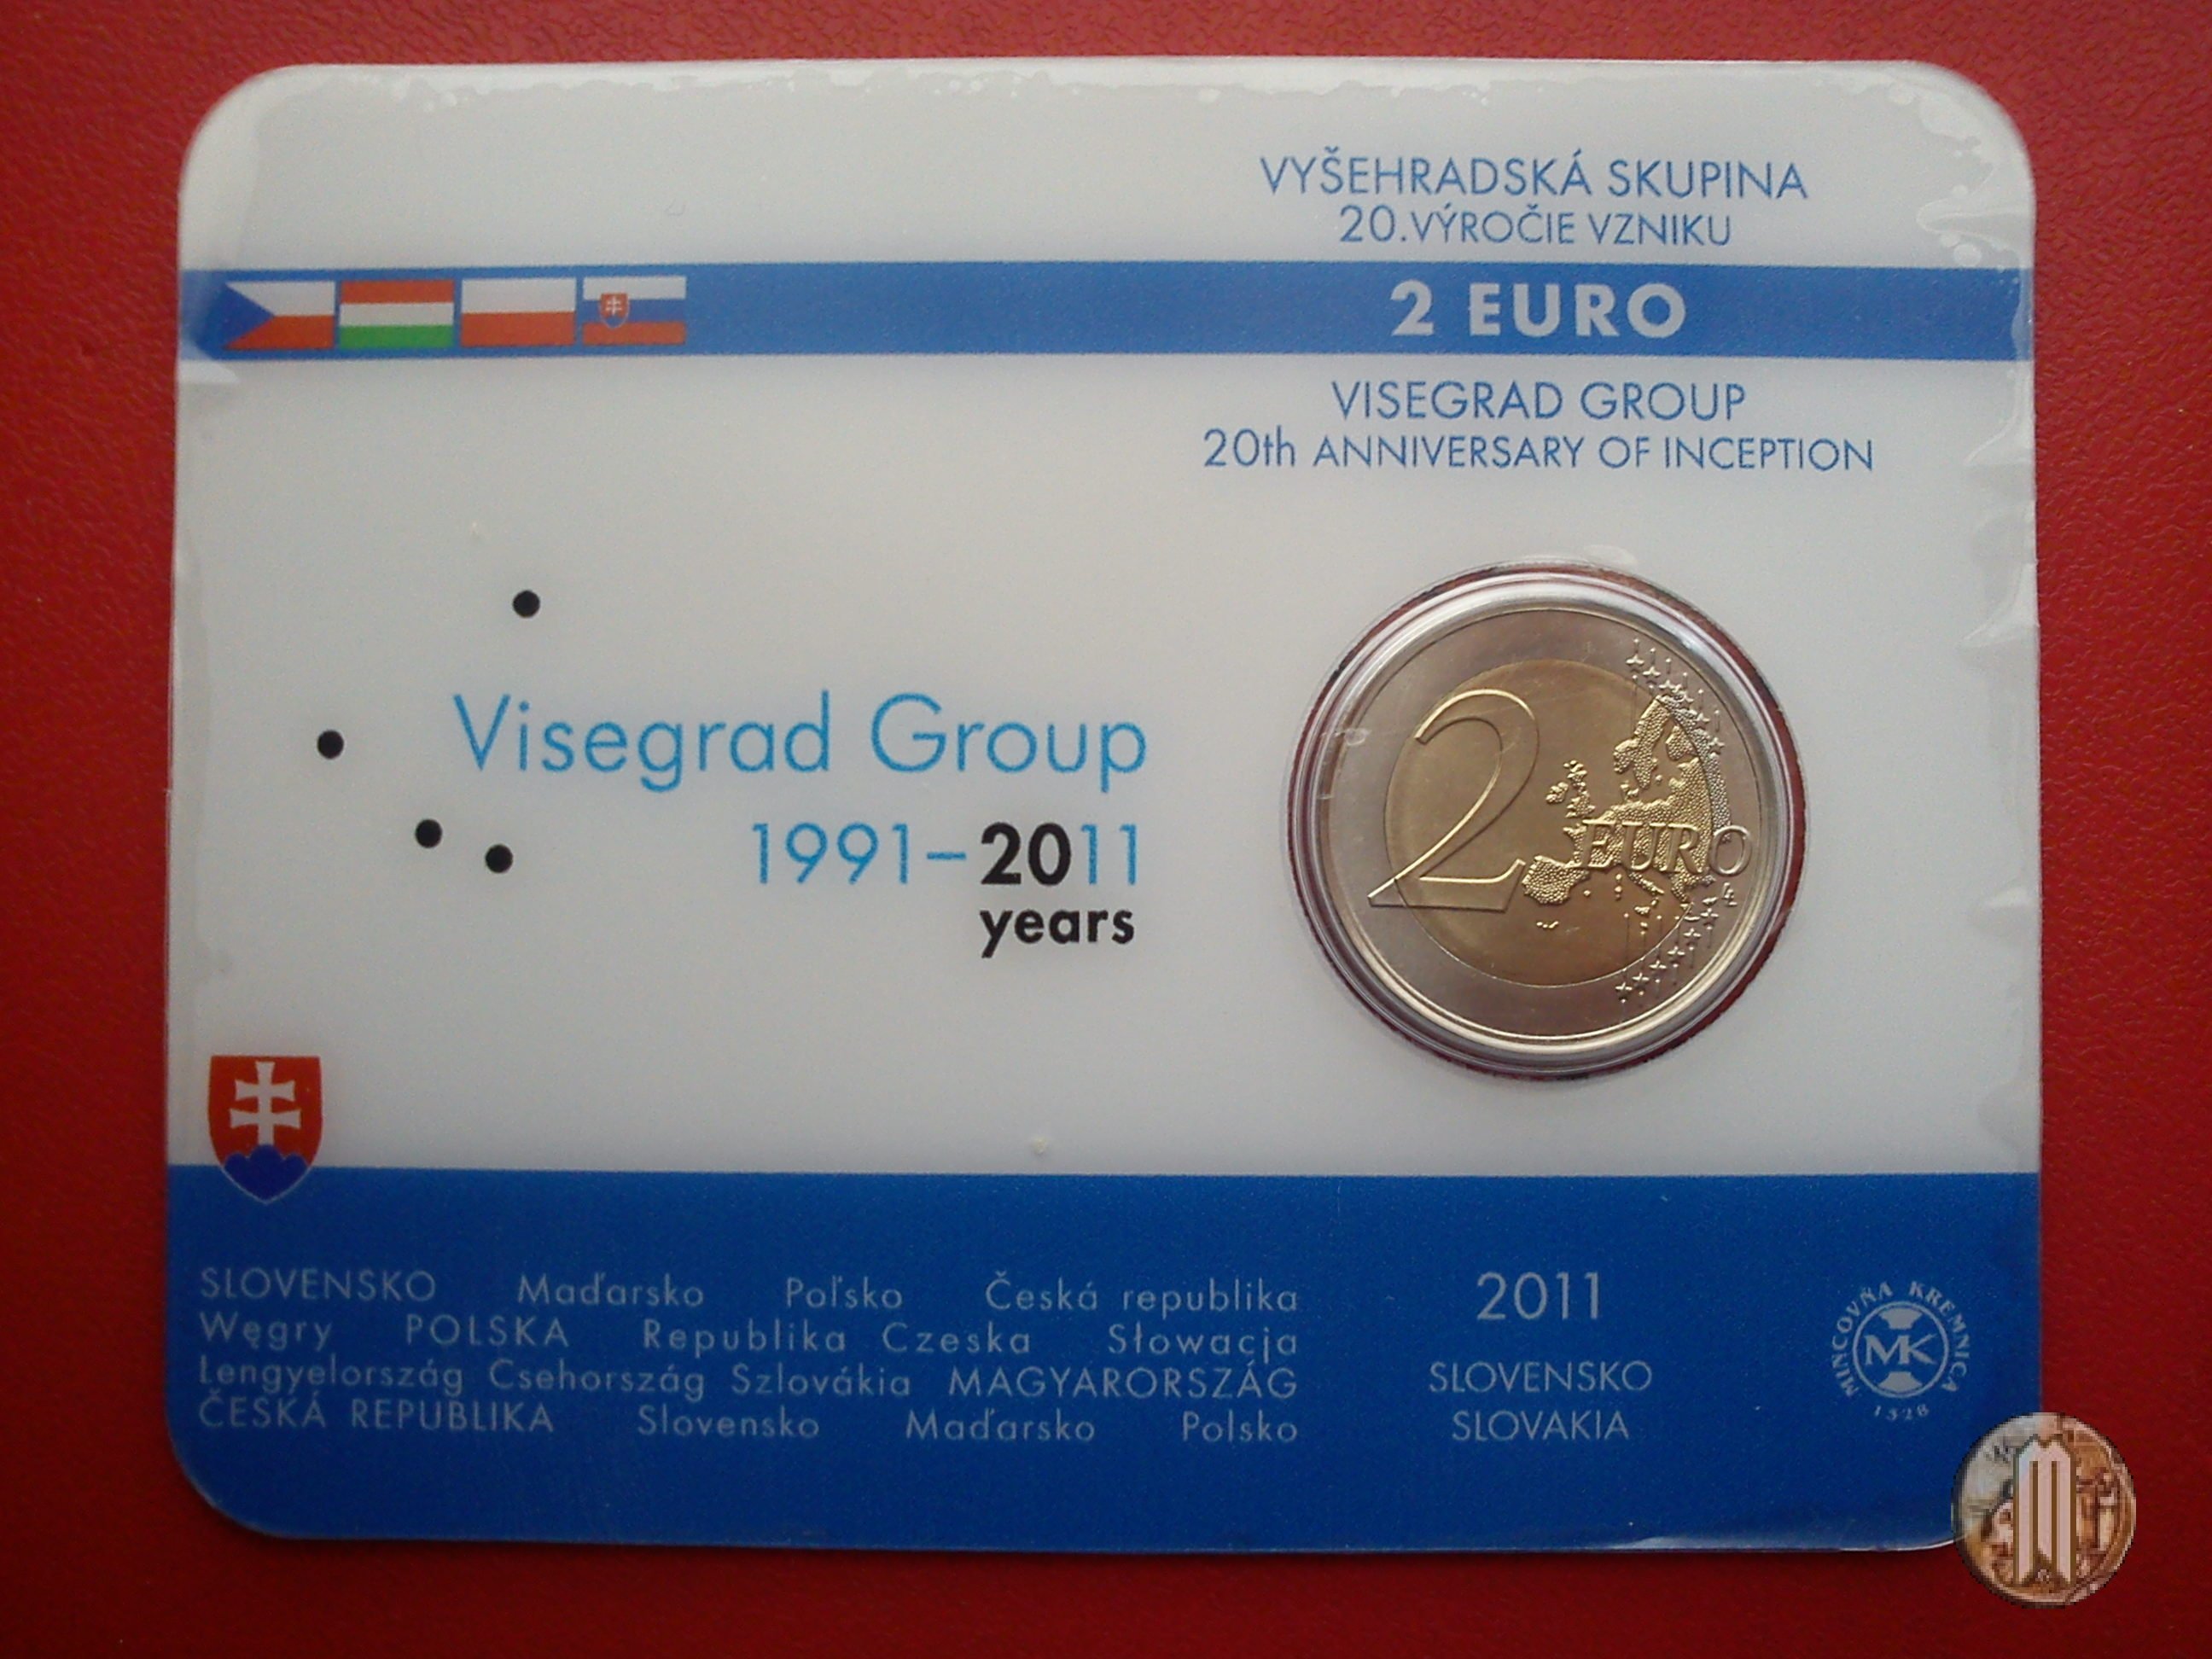 VYŠEHRADSKÁ SKUPINA
20.VÝROČIE VZNIKU
2 EURO
VISEGRAD GROUP
20th ANNIVERSARY OF INCEPTION
Visegrad Group
1991–2011
years
2 EURO
SLOVENSKO Maďarsko Poľsko Česká republika
Węgry POLSKA Republika Czeska Słowacja
Lengyelország Csehország Szlovákia MAGYARORSZÁG
ČESKÁ REPUBLIKA Slovensko Maďarsko Polsko
2011
SLOVENSKO
SLOVAKIA
MINCOVŇA KREMNICA
MK
1328